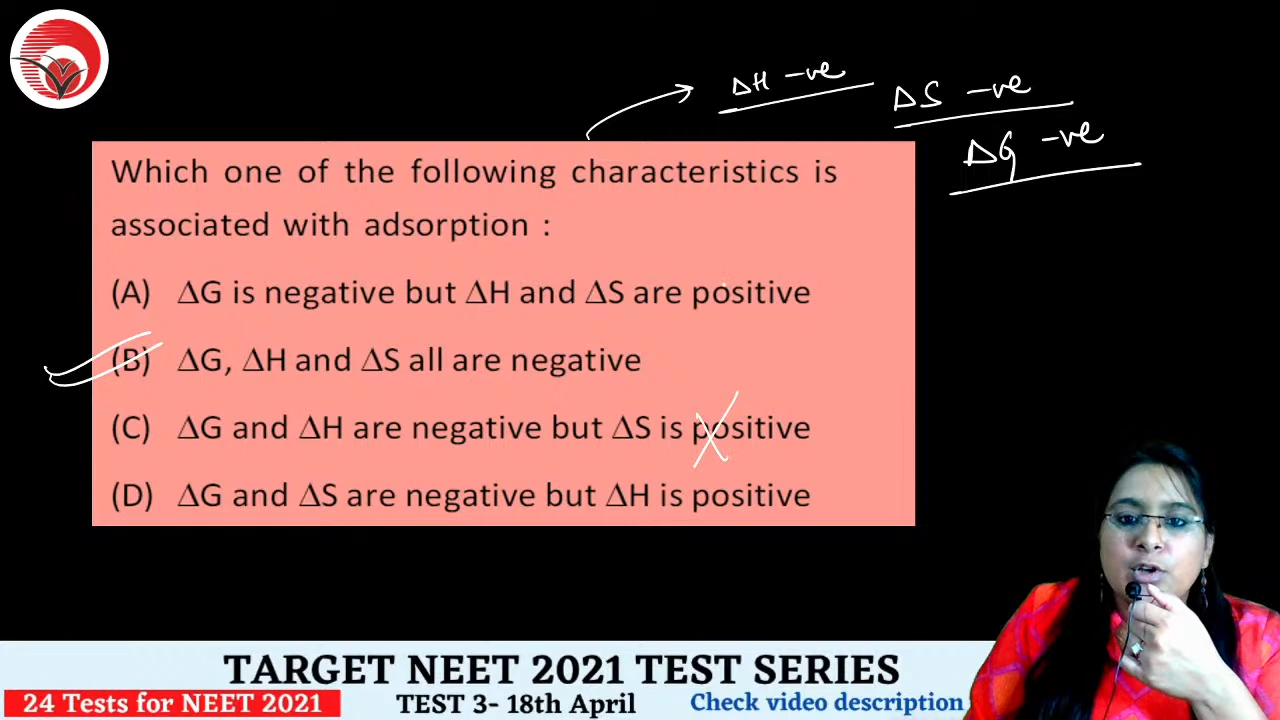 ΔH -ve
ΔS -ve
ΔG -ve
Which one of the following characteristics is
associated with adsorption :
(A) ΔG is negative but ΔH and ΔS are positive
(B) ΔG, ΔH and ΔS all are negative
(C) ΔG and ΔH are negative but ΔS is positive
(D) ΔG and ΔS are negative but ΔH is positive
TARGET NEET 2021 TEST SERIES
24 Tests for NEET 2021 TEST 3- 18th April Check video description